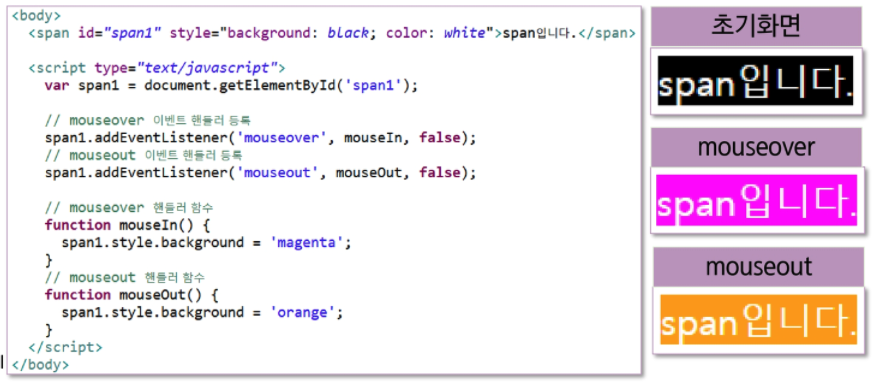 <body>
<span id="span1" style="background: black; color: white">span입니다.</span>
<script type="text/javascript">
var span1 = document.getElementById('span1');
// mouseover 이벤트 핸들러 등록
span1.addEventListener('mouseover', mouseIn, false);
// mouseout 이벤트 핸들러 등록
span1.addEventListener('mouseout', mouseOut, false);
// mouseover 핸들러 함수
function mouseIn() {
span1.style.background = 'magenta';
}
// mouseout 핸들러 함수
function mouseOut() {
span1.style.background = 'orange';
}
</script>
</body>
초기화면
span입니다.
mouseover
span입니다.
mouseout
span입니다.